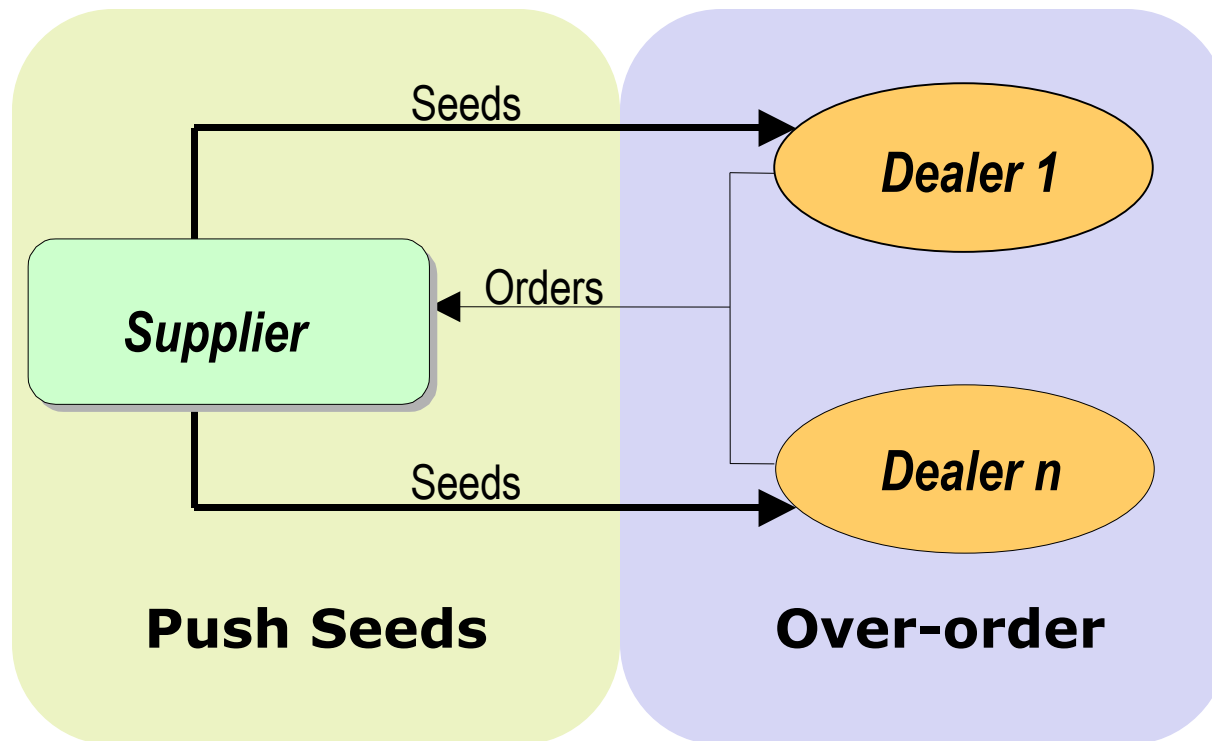 Seeds
Dealer 1
Orders
Supplier
Seeds
Dealer n
Push Seeds
Over-order